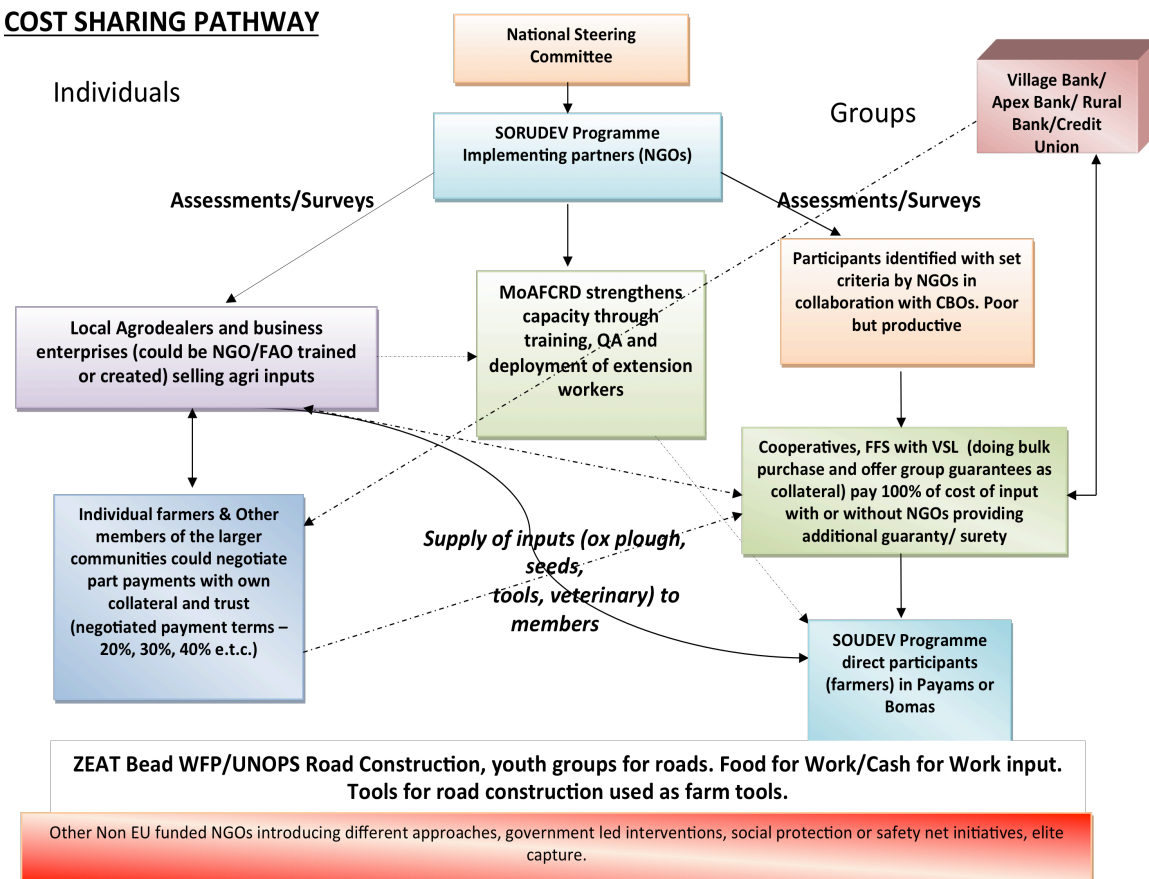 COST SHARING PATHWAY
National Steering
Committee
Individuals
Groups
Village Bank/
Apex Bank/ Rural
Bank/Credit
Union
SORUDEV Programme
Implementing partners (NGOs)
Assessments/Surveys
Assessments/Surveys
Participants identified with set
criteria by NGOs in
collaboration with CBOs. Poor
but productive
MoAFCRD strengthens
capacity through
training, QA and
deployment of extension
workers
Local Agrodealers and business
enterprises (could be NGO/FAO trained
or created) selling agri inputs
Cooperatives, FFS with VSL (doing bulk
purchase and offer group guarantees as
collateral) pay 100% of cost of input
with or without NGOs providing
additional guaranty/ surety
Individual farmers & Other
members of the larger
communities could negotiate
part payments with own
collateral and trust
(negotiated payment terms –
20%, 30%, 40% e.t.c.)
Supply of inputs (ox plough,
seeds,
tools, veterinary) to
members
SOUDEV Programme
direct participants
(farmers) in Payams or
Bomas
ZEAT Bead WFP/UNOPS Road Construction, youth groups for roads. Food for Work/Cash for Work input.
Tools for road construction used as farm tools.
Other Non EU funded NGOs introducing different approaches, government led interventions, social protection or safety net initiatives, elite
capture.